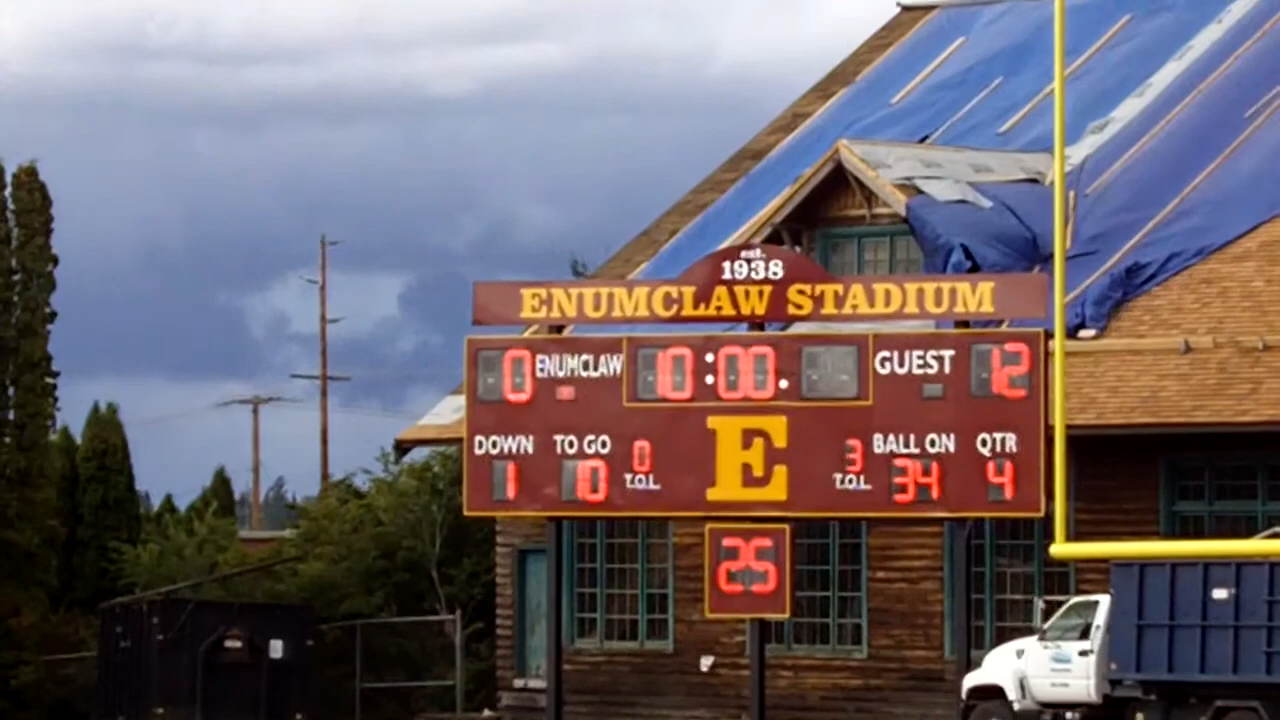 est.
1938
ENUMCLAW STADIUM
0 ENUMCLAW 10:00. GUEST 12
DOWN TO GO 0 E 3 BALL ON QTR
1 10 T.O.L. T.O.L. 34 4
25